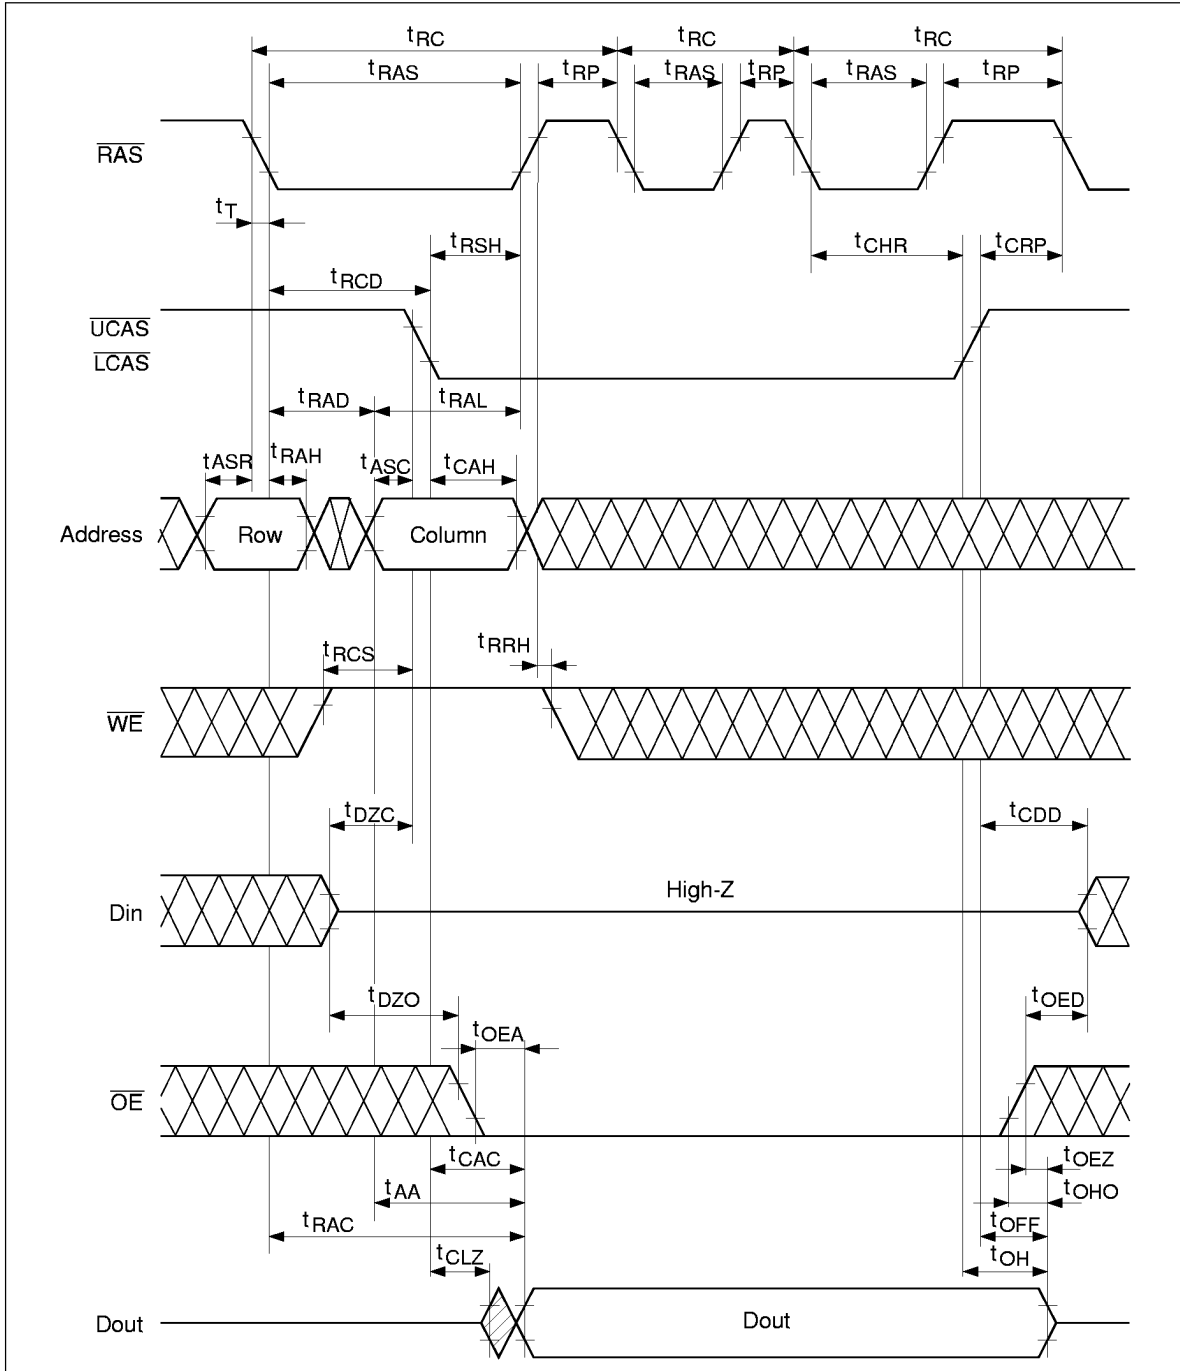 tRC tRC tRC
tRAS tRP tRAS tRP tRAS tRP
RAS
tT
tRSH tCHR tCRP
tRCD
UCAS
LCAS
tRAD tRAL
tASR tRAH tASC tCAH
Address Row Column
tRCS tRRH
WE
tDZC tCDD
High-Z
Din
tDZO tOED
tOEA
OE
tCAC tOEZ
tAA tOHO
tRAC tOFF
tCLZ tOH
Dout Dout